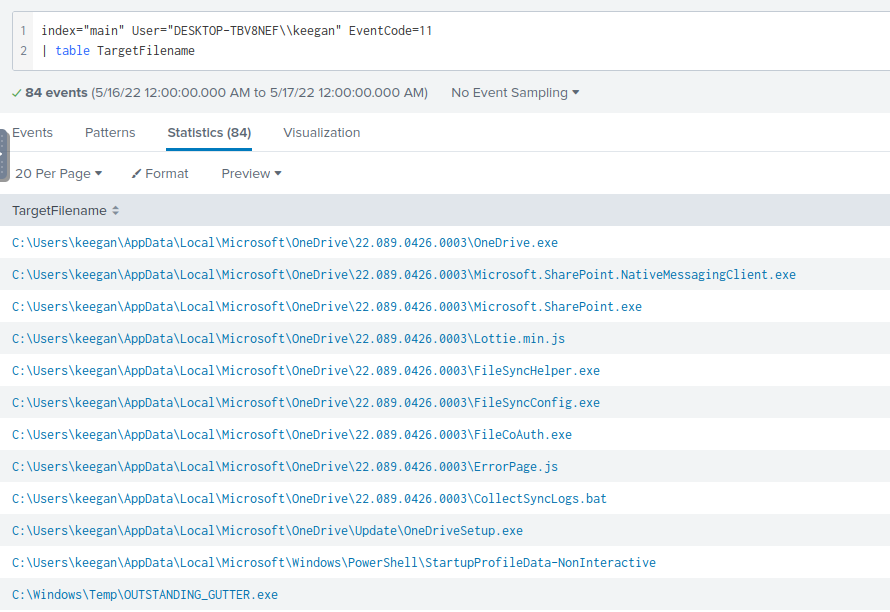 1 index="main" User="DESKTOP-TBV8NEF\\keegan" EventCode=11
2 | table TargetFilename
84 events (5/16/22 12:00:00.000 AM to 5/17/22 12:00:00.000 AM) No Event Sampling
Events Patterns Statistics (84) Visualization
20 Per Page Format Preview
TargetFilename
C:\Users\keegan\AppData\Local\Microsoft\OneDrive\22.089.0426.0003\OneDrive.exe
C:\Users\keegan\AppData\Local\Microsoft\OneDrive\22.089.0426.0003\Microsoft.SharePoint.NativeMessagingClient.exe
C:\Users\keegan\AppData\Local\Microsoft\OneDrive\22.089.0426.0003\Microsoft.SharePoint.exe
C:\Users\keegan\AppData\Local\Microsoft\OneDrive\22.089.0426.0003\Lottie.min.js
C:\Users\keegan\AppData\Local\Microsoft\OneDrive\22.089.0426.0003\FileSyncHelper.exe
C:\Users\keegan\AppData\Local\Microsoft\OneDrive\22.089.0426.0003\FileSyncConfig.exe
C:\Users\keegan\AppData\Local\Microsoft\OneDrive\22.089.0426.0003\FileCoAuth.exe
C:\Users\keegan\AppData\Local\Microsoft\OneDrive\22.089.0426.0003\ErrorPage.js
C:\Users\keegan\AppData\Local\Microsoft\OneDrive\22.089.0426.0003\CollectSyncLogs.bat
C:\Users\keegan\AppData\Local\Microsoft\OneDrive\Update\OneDriveSetup.exe
C:\Users\keegan\AppData\Local\Microsoft\Windows\PowerShell\StartupProfileData-NonInteractive
C:\Windows\Temp\OUTSTANDING_GUTTER.exe